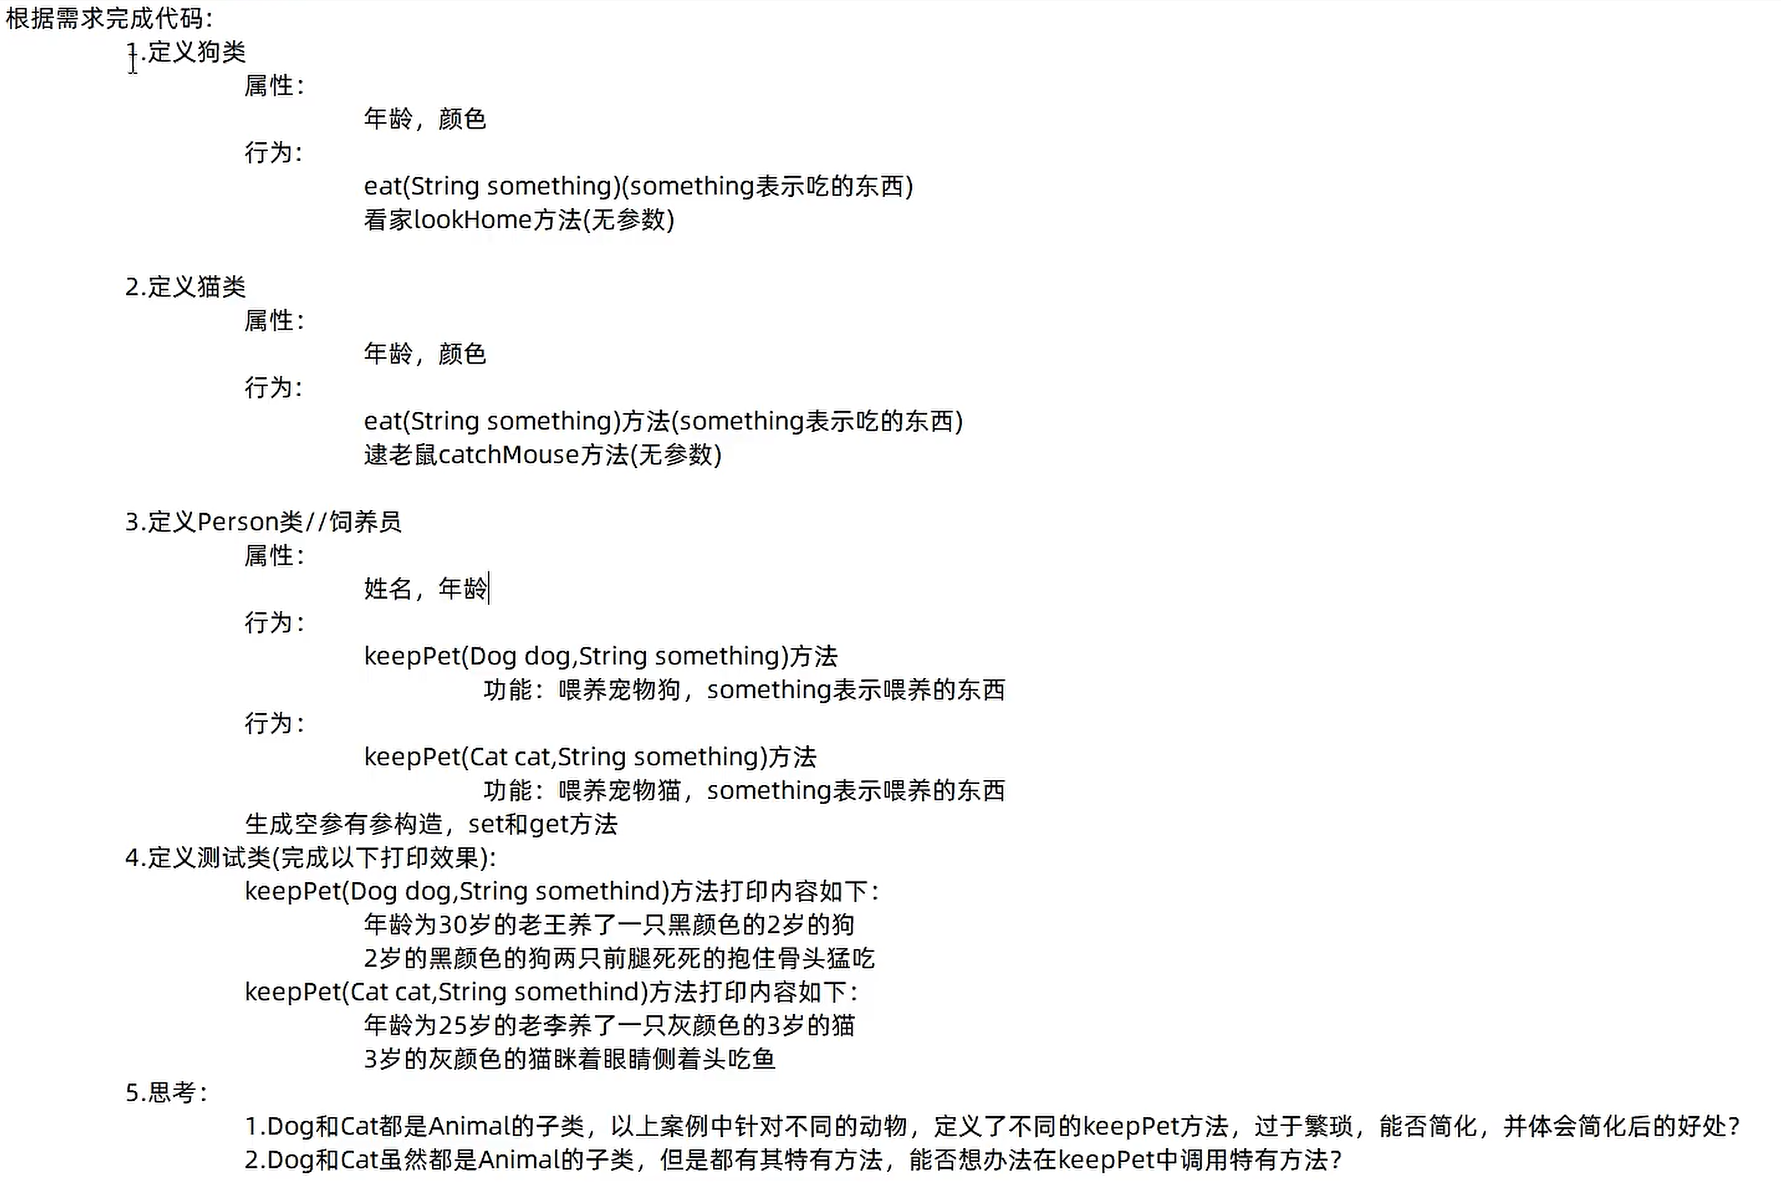 根据需求完成代码：
1.定义狗类
属性：
年龄，颜色
行为：
eat(String something)(something表示吃的东西)
看家lookHome方法(无参数)
2.定义猫类
属性：
年龄，颜色
行为：
eat(String something)方法(something表示吃的东西)
逮老鼠catchMouse方法(无参数)
3.定义Person类//饲养员
属性：
姓名，年龄
行为：
keepPet(Dog dog,String something)方法
功能：喂养宠物狗，something表示喂养的东西
行为：
keepPet(Cat cat,String something)方法
功能：喂养宠物猫，something表示喂养的东西
生成空参有参构造，set和get方法
4.定义测试类(完成以下打印效果)：
keepPet(Dog dog,String somethind)方法打印内容如下：
年龄为30岁的老王养了一只黑颜色的2岁的狗
2岁的黑颜色的狗两只前腿死死的抱住骨头猛吃
keepPet(Cat cat,String somethind)方法打印内容如下：
年龄为25岁的老李养了一只灰颜色的3岁的猫
3岁的灰颜色的猫眯着眼睛侧着头吃鱼
5.思考：
1.Dog和Cat都是Animal的子类，以上案例中针对不同的动物，定义了不同的keepPet方法，过于繁琐，能否简化，并体会简化后的好处？
2.Dog和Cat虽然都是Animal的子类，但是都有其特有方法，能否想办法在keepPet中调用特有方法？